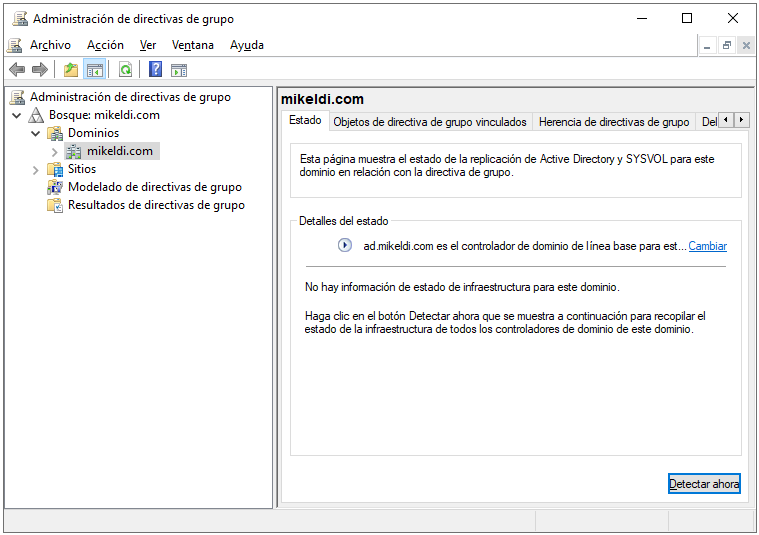 Administración de directivas de grupo
Archivo Acción Ver Ventana Ayuda
Administración de directivas de grupo
Bosque: mikeldi.com
Dominios
mikeldi.com
Sitios
Modelado de directivas de grupo
Resultados de directivas de grupo
mikeldi.com
Estado Objetos de directiva de grupo vinculados Herencia de directivas de grupo Del
Esta página muestra el estado de la replicación de Active Directory y SYSVOL para este
dominio en relación con la directiva de grupo.
Detalles del estado
ad.mikeldi.com es el controlador de dominio de línea base para est... Cambiar
No hay información de estado de infraestructura para este dominio.
Haga clic en el botón Detectar ahora que se muestra a continuación para recopilar el
estado de la infraestructura de todos los controladores de dominio de este dominio.
Detectar ahora